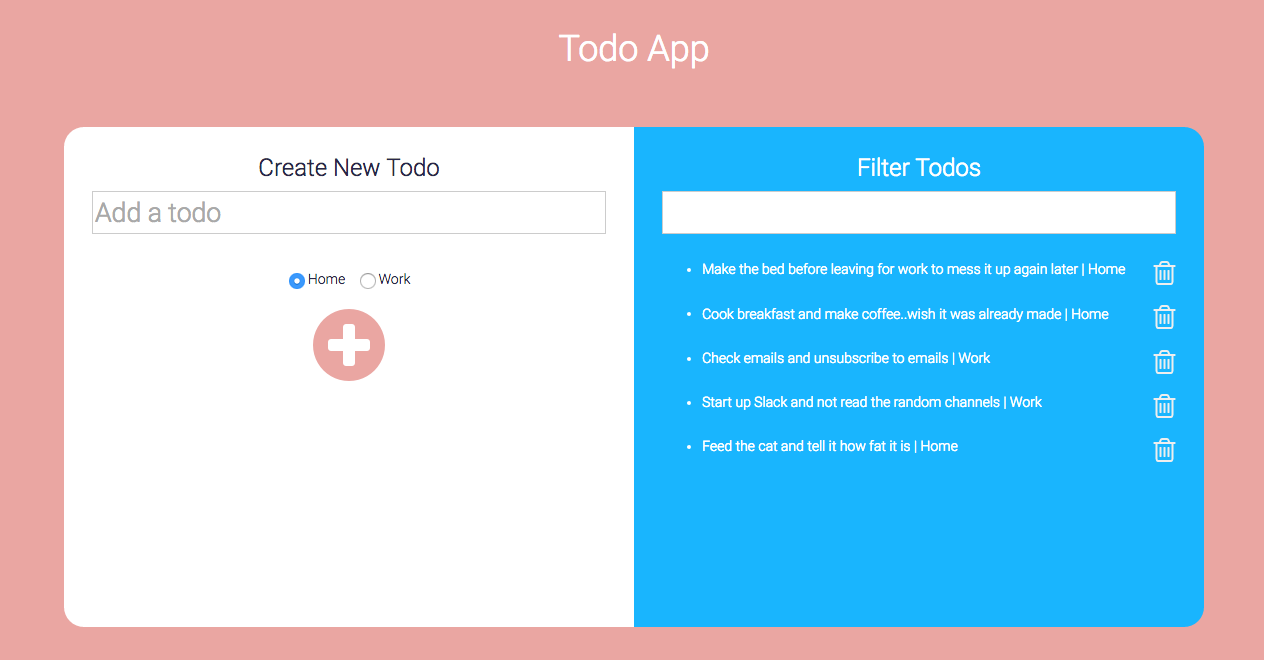 Todo App
Create New Todo
Add a todo
Home
Work
Filter Todos
Make the bed before leaving for work to mess it up again later | Home
Cook breakfast and make coffee..wish it was already made | Home
Check emails and unsubscribe to emails | Work
Start up Slack and not read the random channels | Work
Feed the cat and tell it how fat it is | Home